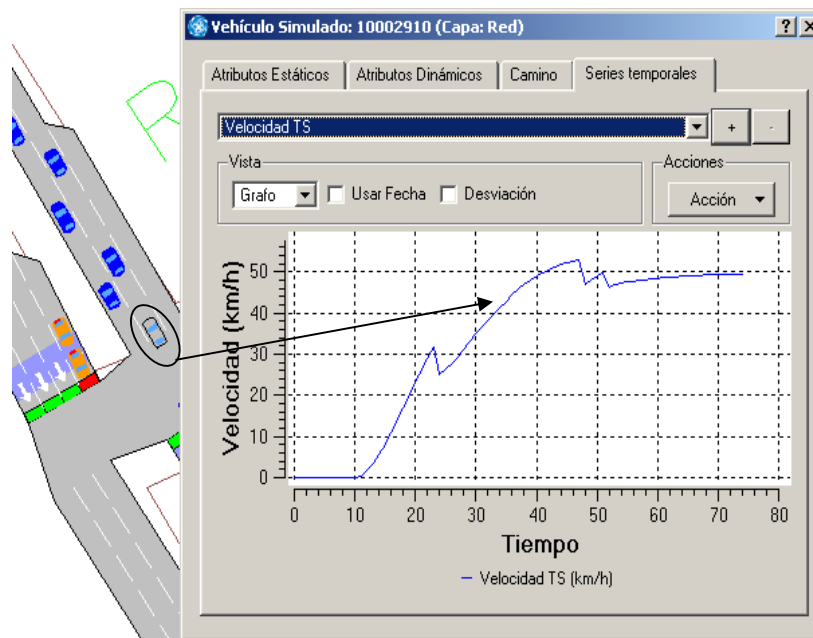 Vehículo Simulado: 10002910 (Capa: Red)
Atributos Estáticos Atributos Dinámicos Camino Series temporales
Velocidad TS + -
Vista Acciones
Grafo Usar Fecha Desviación Acción
R
Velocidad (km/h)
50
40
30
20
10
0
0 10 20 30 40 50 60 70 80
Tiempo
Velocidad TS (km/h)